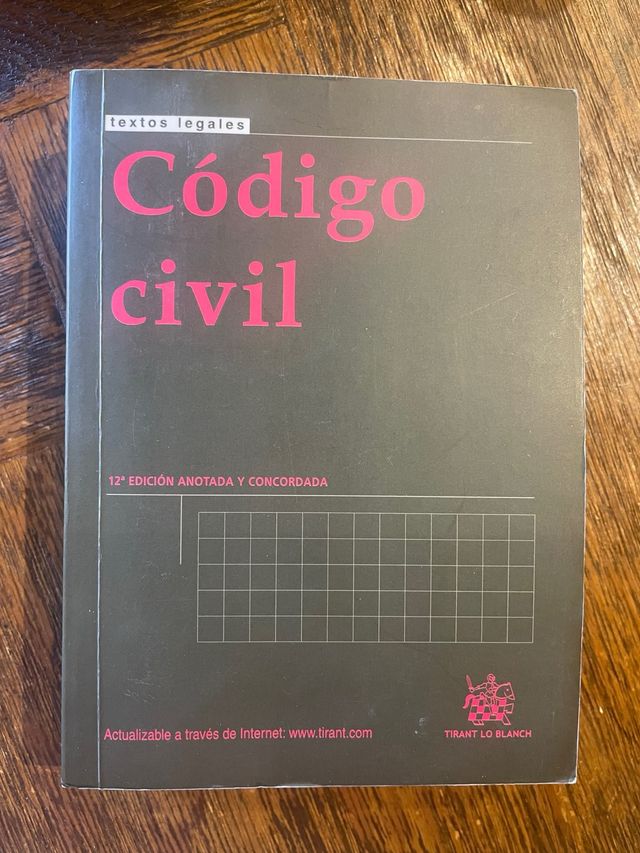 textos legales
Código
civil
12ª EDICIÓN ANOTADA Y CONCORDADA
Actualizable a través de Internet: www.tirant.com
TIRANT LO BLANCH